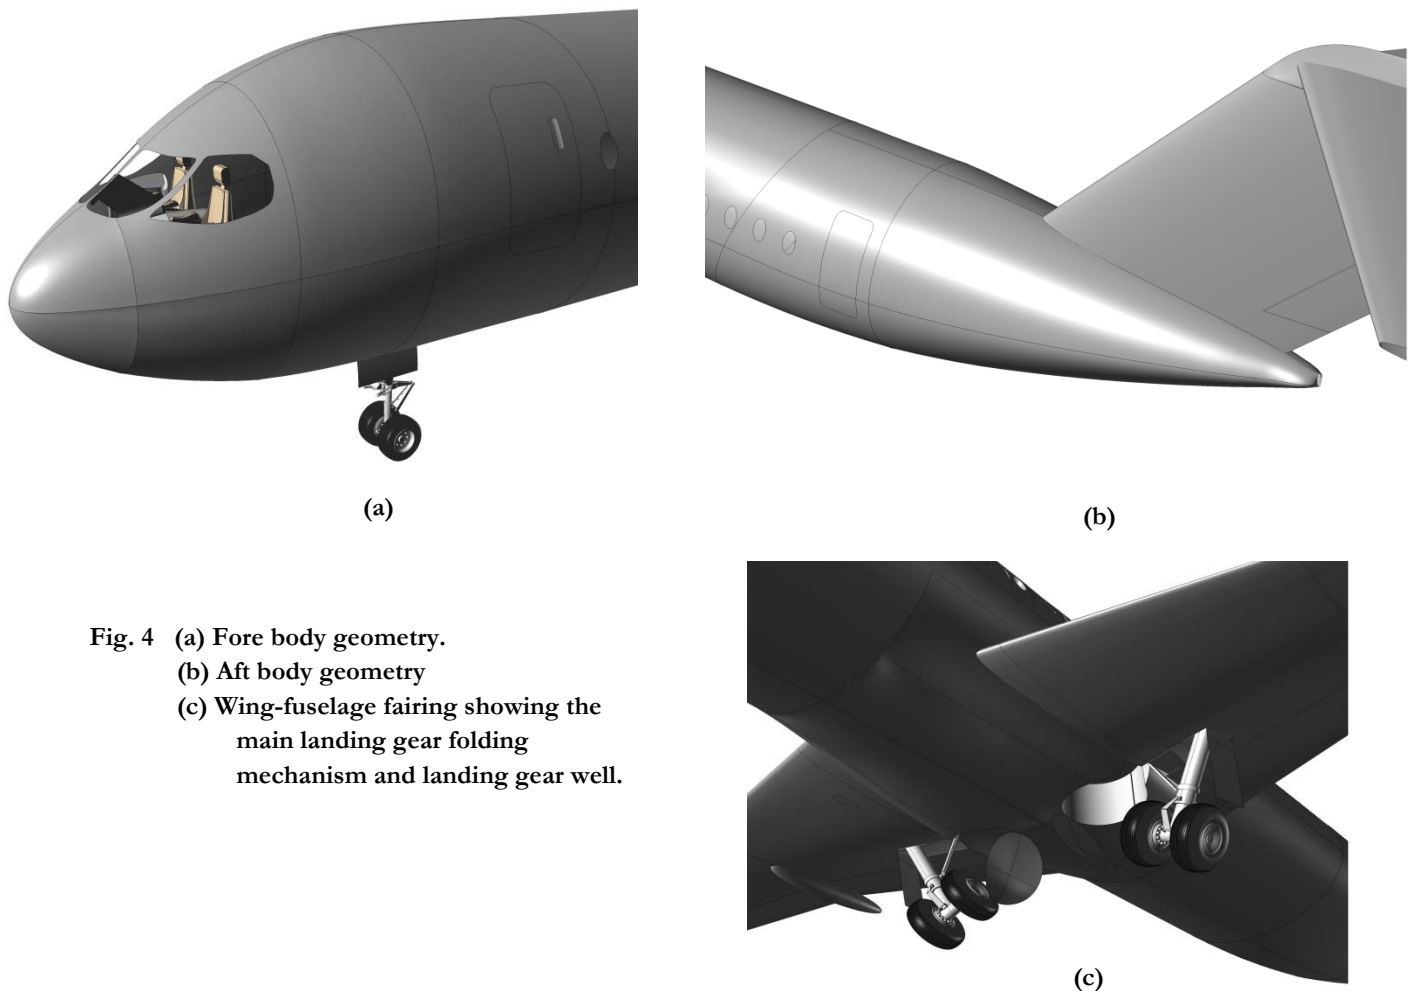 (a)
(b)
Fig. 4 (a) Fore body geometry.
(b) Aft body geometry
(c) Wing-fuselage fairing showing the
main landing gear folding
mechanism and landing gear well.
(c)